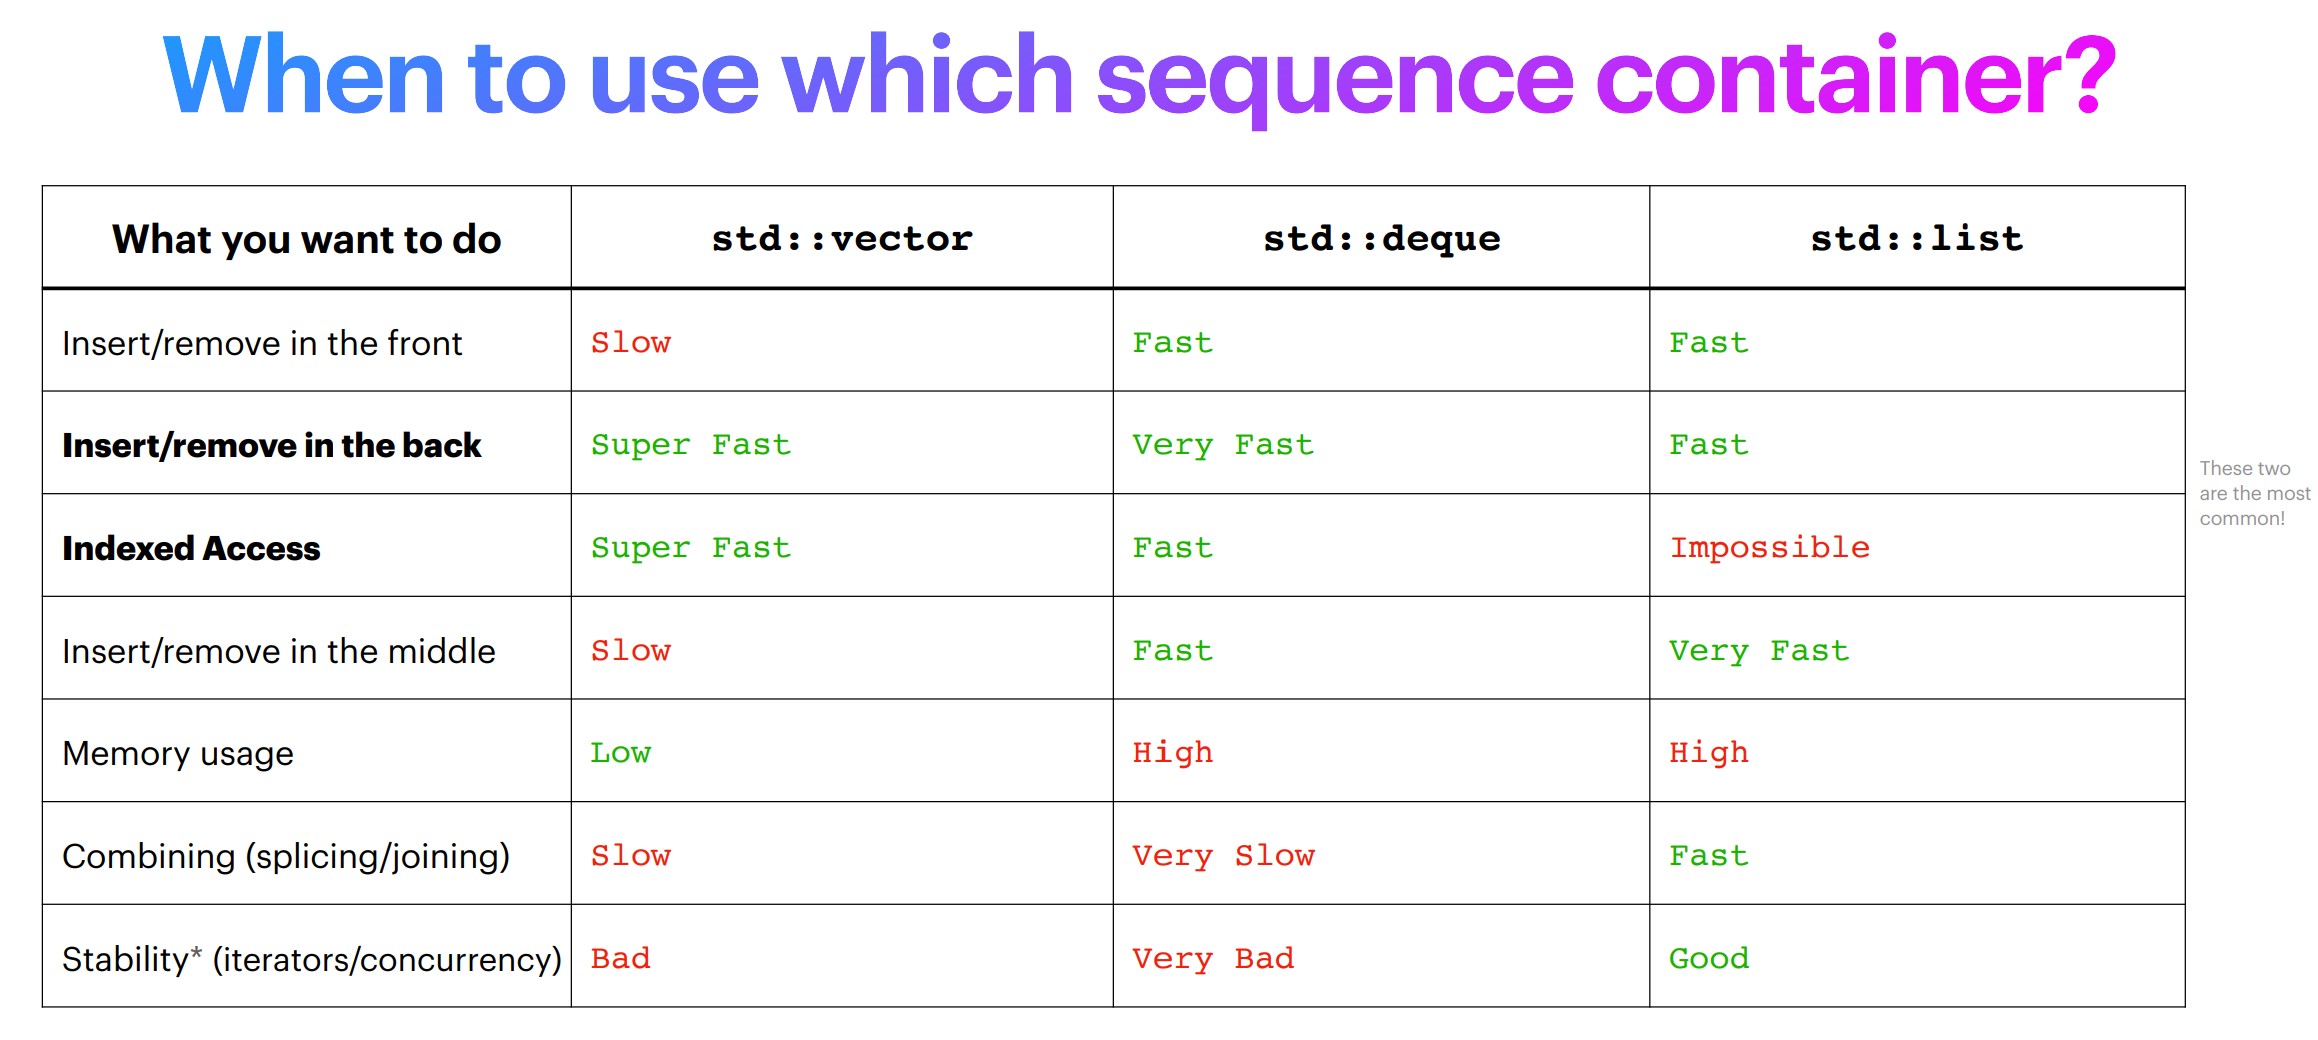 When to use which sequence container?
What you want to do std::vector std::deque std::list
Insert/remove in the front Slow Fast Fast
Insert/remove in the back Super Fast Very Fast Fast
Indexed Access Super Fast Fast Impossible
These two
are the most
common!
Insert/remove in the middle Slow Fast Very Fast
Memory usage Low High High
Combining (splicing/joining) Slow Very Slow Fast
Stability* (iterators/concurrency) Bad Very Bad Good